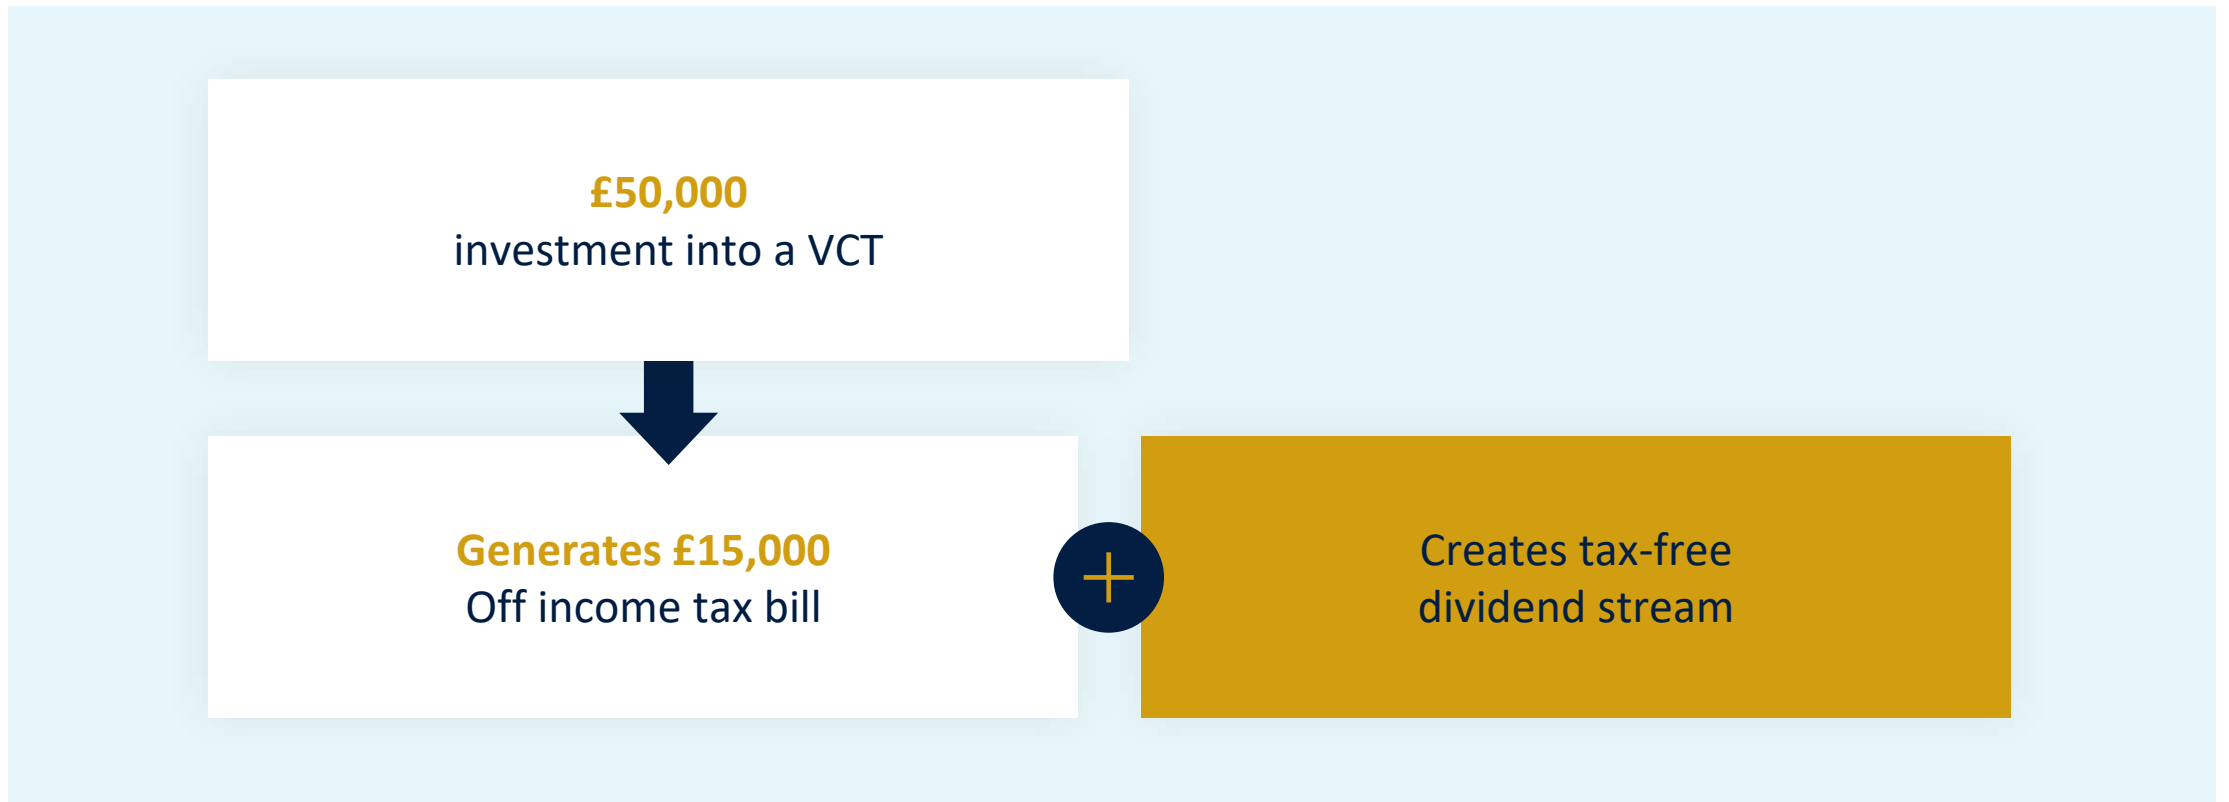 £50,000
investment into a VCT
Generates £15,000
Off income tax bill
Creates tax-free
dividend stream